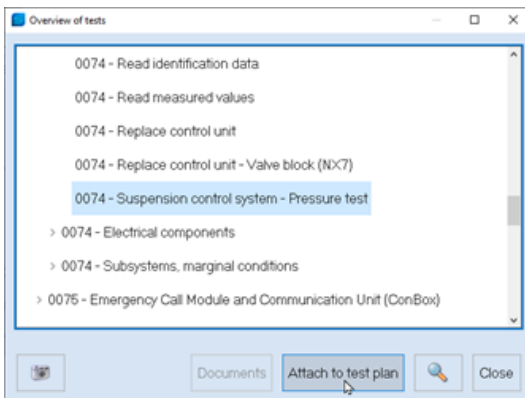 Overview of tests
0074 - Read identification data
0074 - Read measured values
0074 - Replace control unit
0074 - Replace control unit - Valve block (NX7)
0074 - Suspension control system - Pressure test
> 0074 - Electrical components
> 0074 - Subsystems, marginal conditions
> 0075 - Emergency Call Module and Communication Unit (ConBox)
Documents Attach to test plan Close